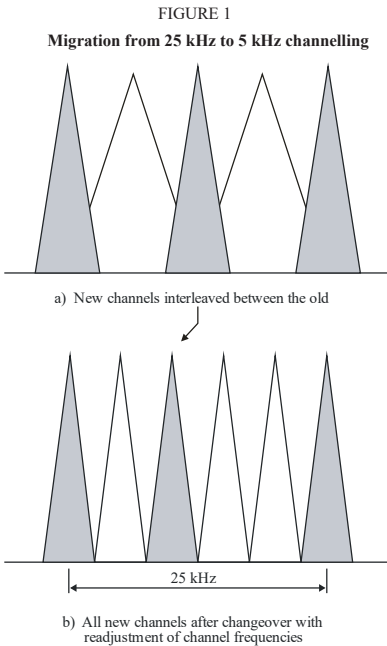 FIGURE 1
Migration from 25 kHz to 5 kHz channelling
a) New channels interleaved between the old
25 kHz
b) All new channels after changeover with
readjustment of channel frequencies